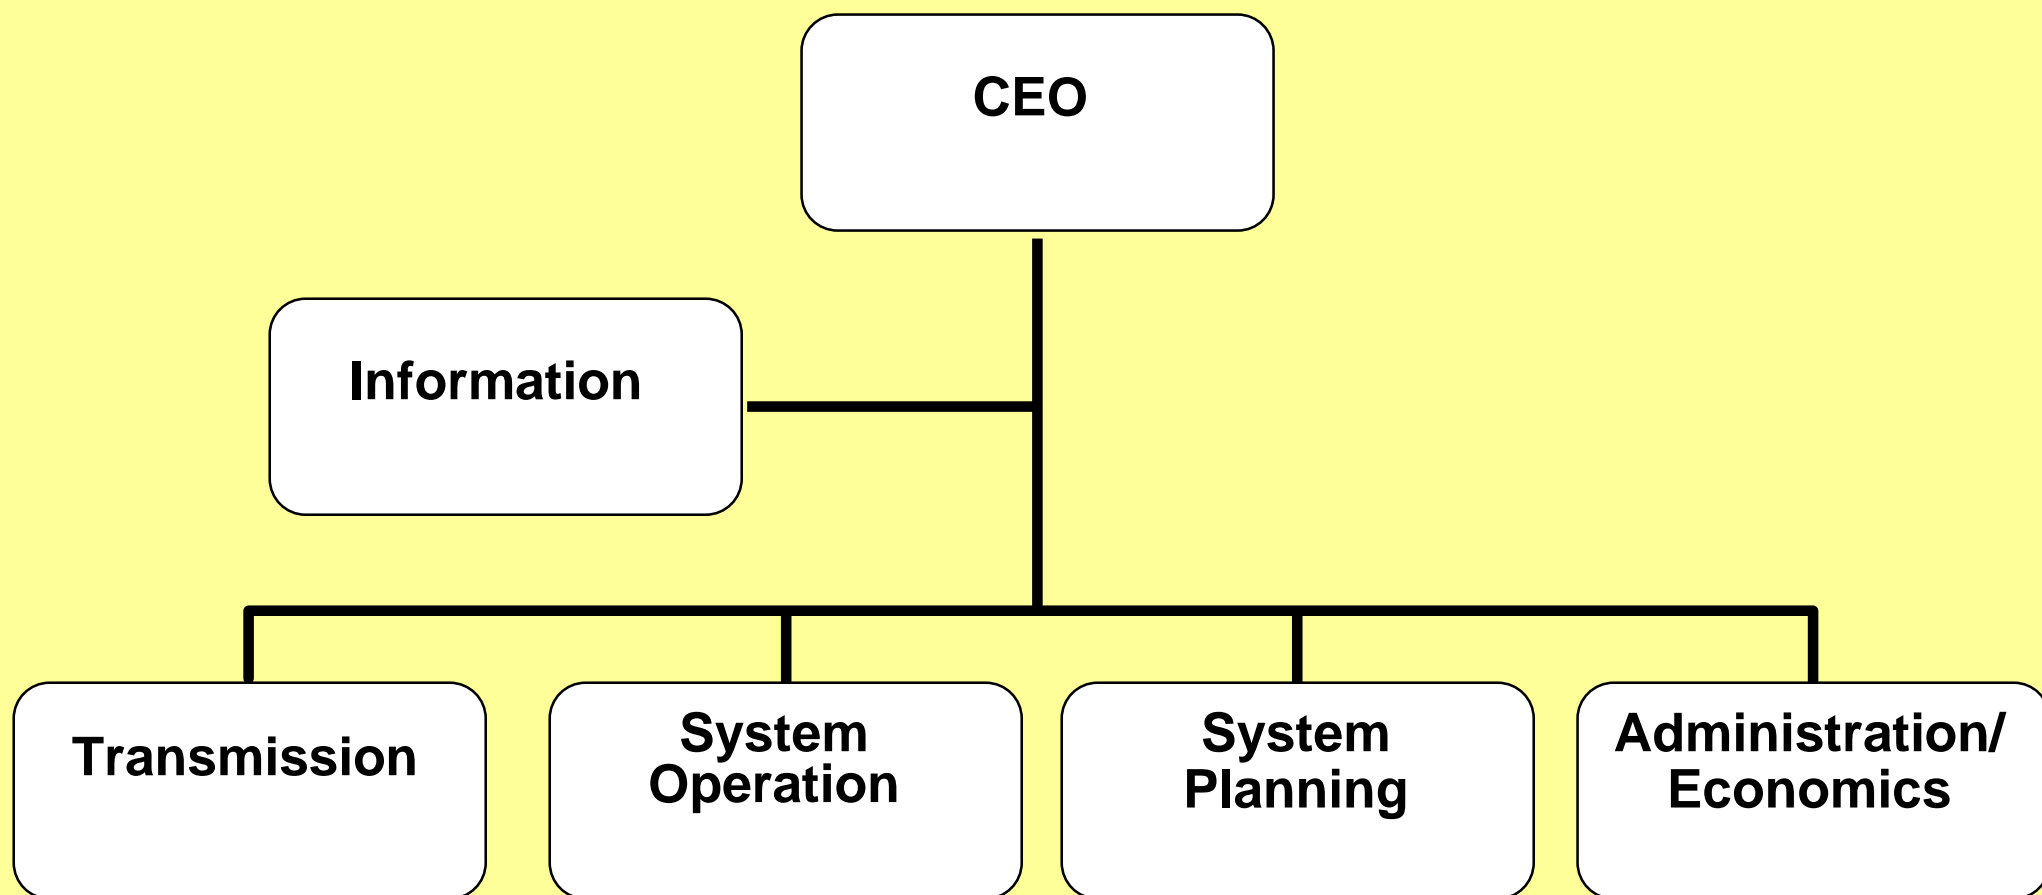 CEO
Information
Transmission
System
Operation
System
Planning
Administration/
Economics